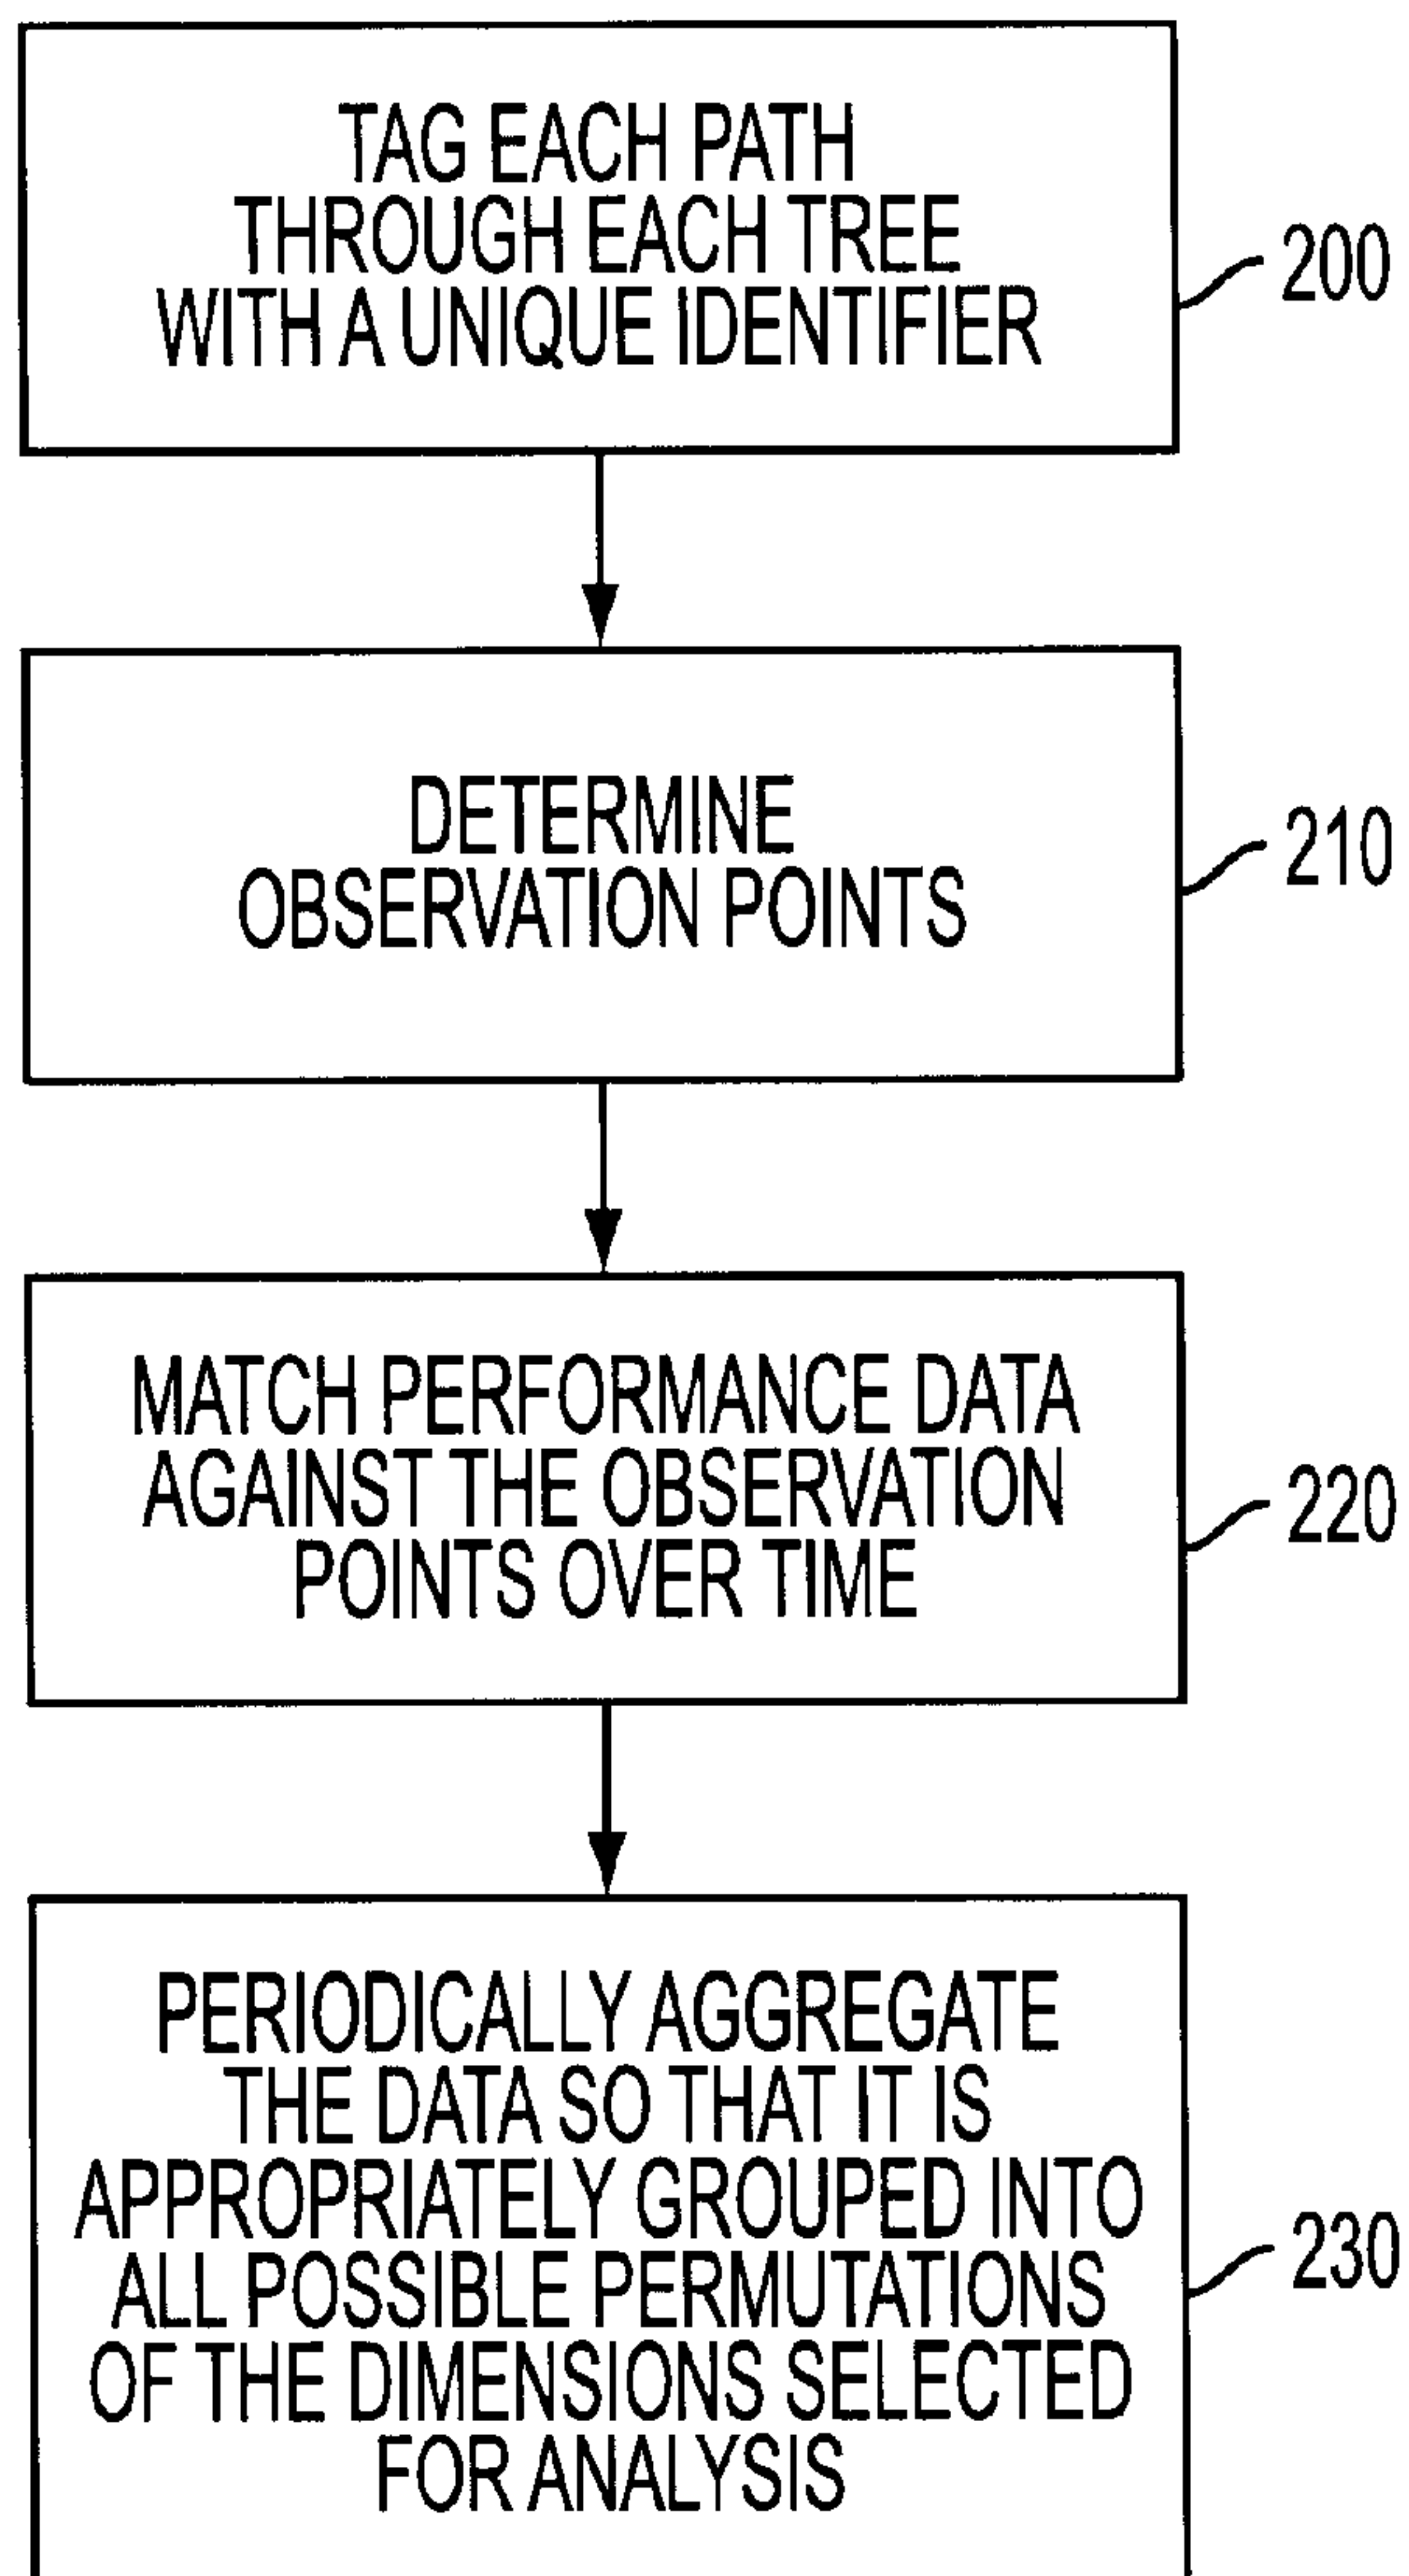 TAG EACH PATH
THROUGH EACH TREE
WITH A UNIQUE IDENTIFIER
200
DETERMINE
OBSERVATION POINTS
210
MATCH PERFORMANCE DATA
AGAINST THE OBSERVATION
POINTS OVER TIME
220
PERIODICALLY AGGREGATE
THE DATA SO THAT IT IS
APPROPRIATELY GROUPED INTO
ALL POSSIBLE PERMUTATIONS
OF THE DIMENSIONS SELECTED
FOR ANALYSIS
230